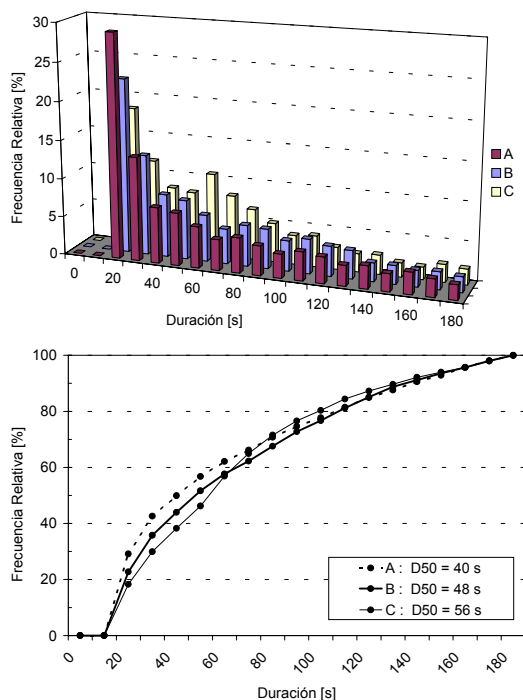 30
25
20
15
10
5
0
Frecuencia Relativa [%]
0 20 40 60 80 100 120 140 160 180
Duración [s]
A
B
C
100
80
60
40
20
0
Frecuencia Relativa [%]
A : D50 = 40 s
B : D50 = 48 s
C : D50 = 56 s
0 20 40 60 80 100 120 140 160 180
Duración [s]